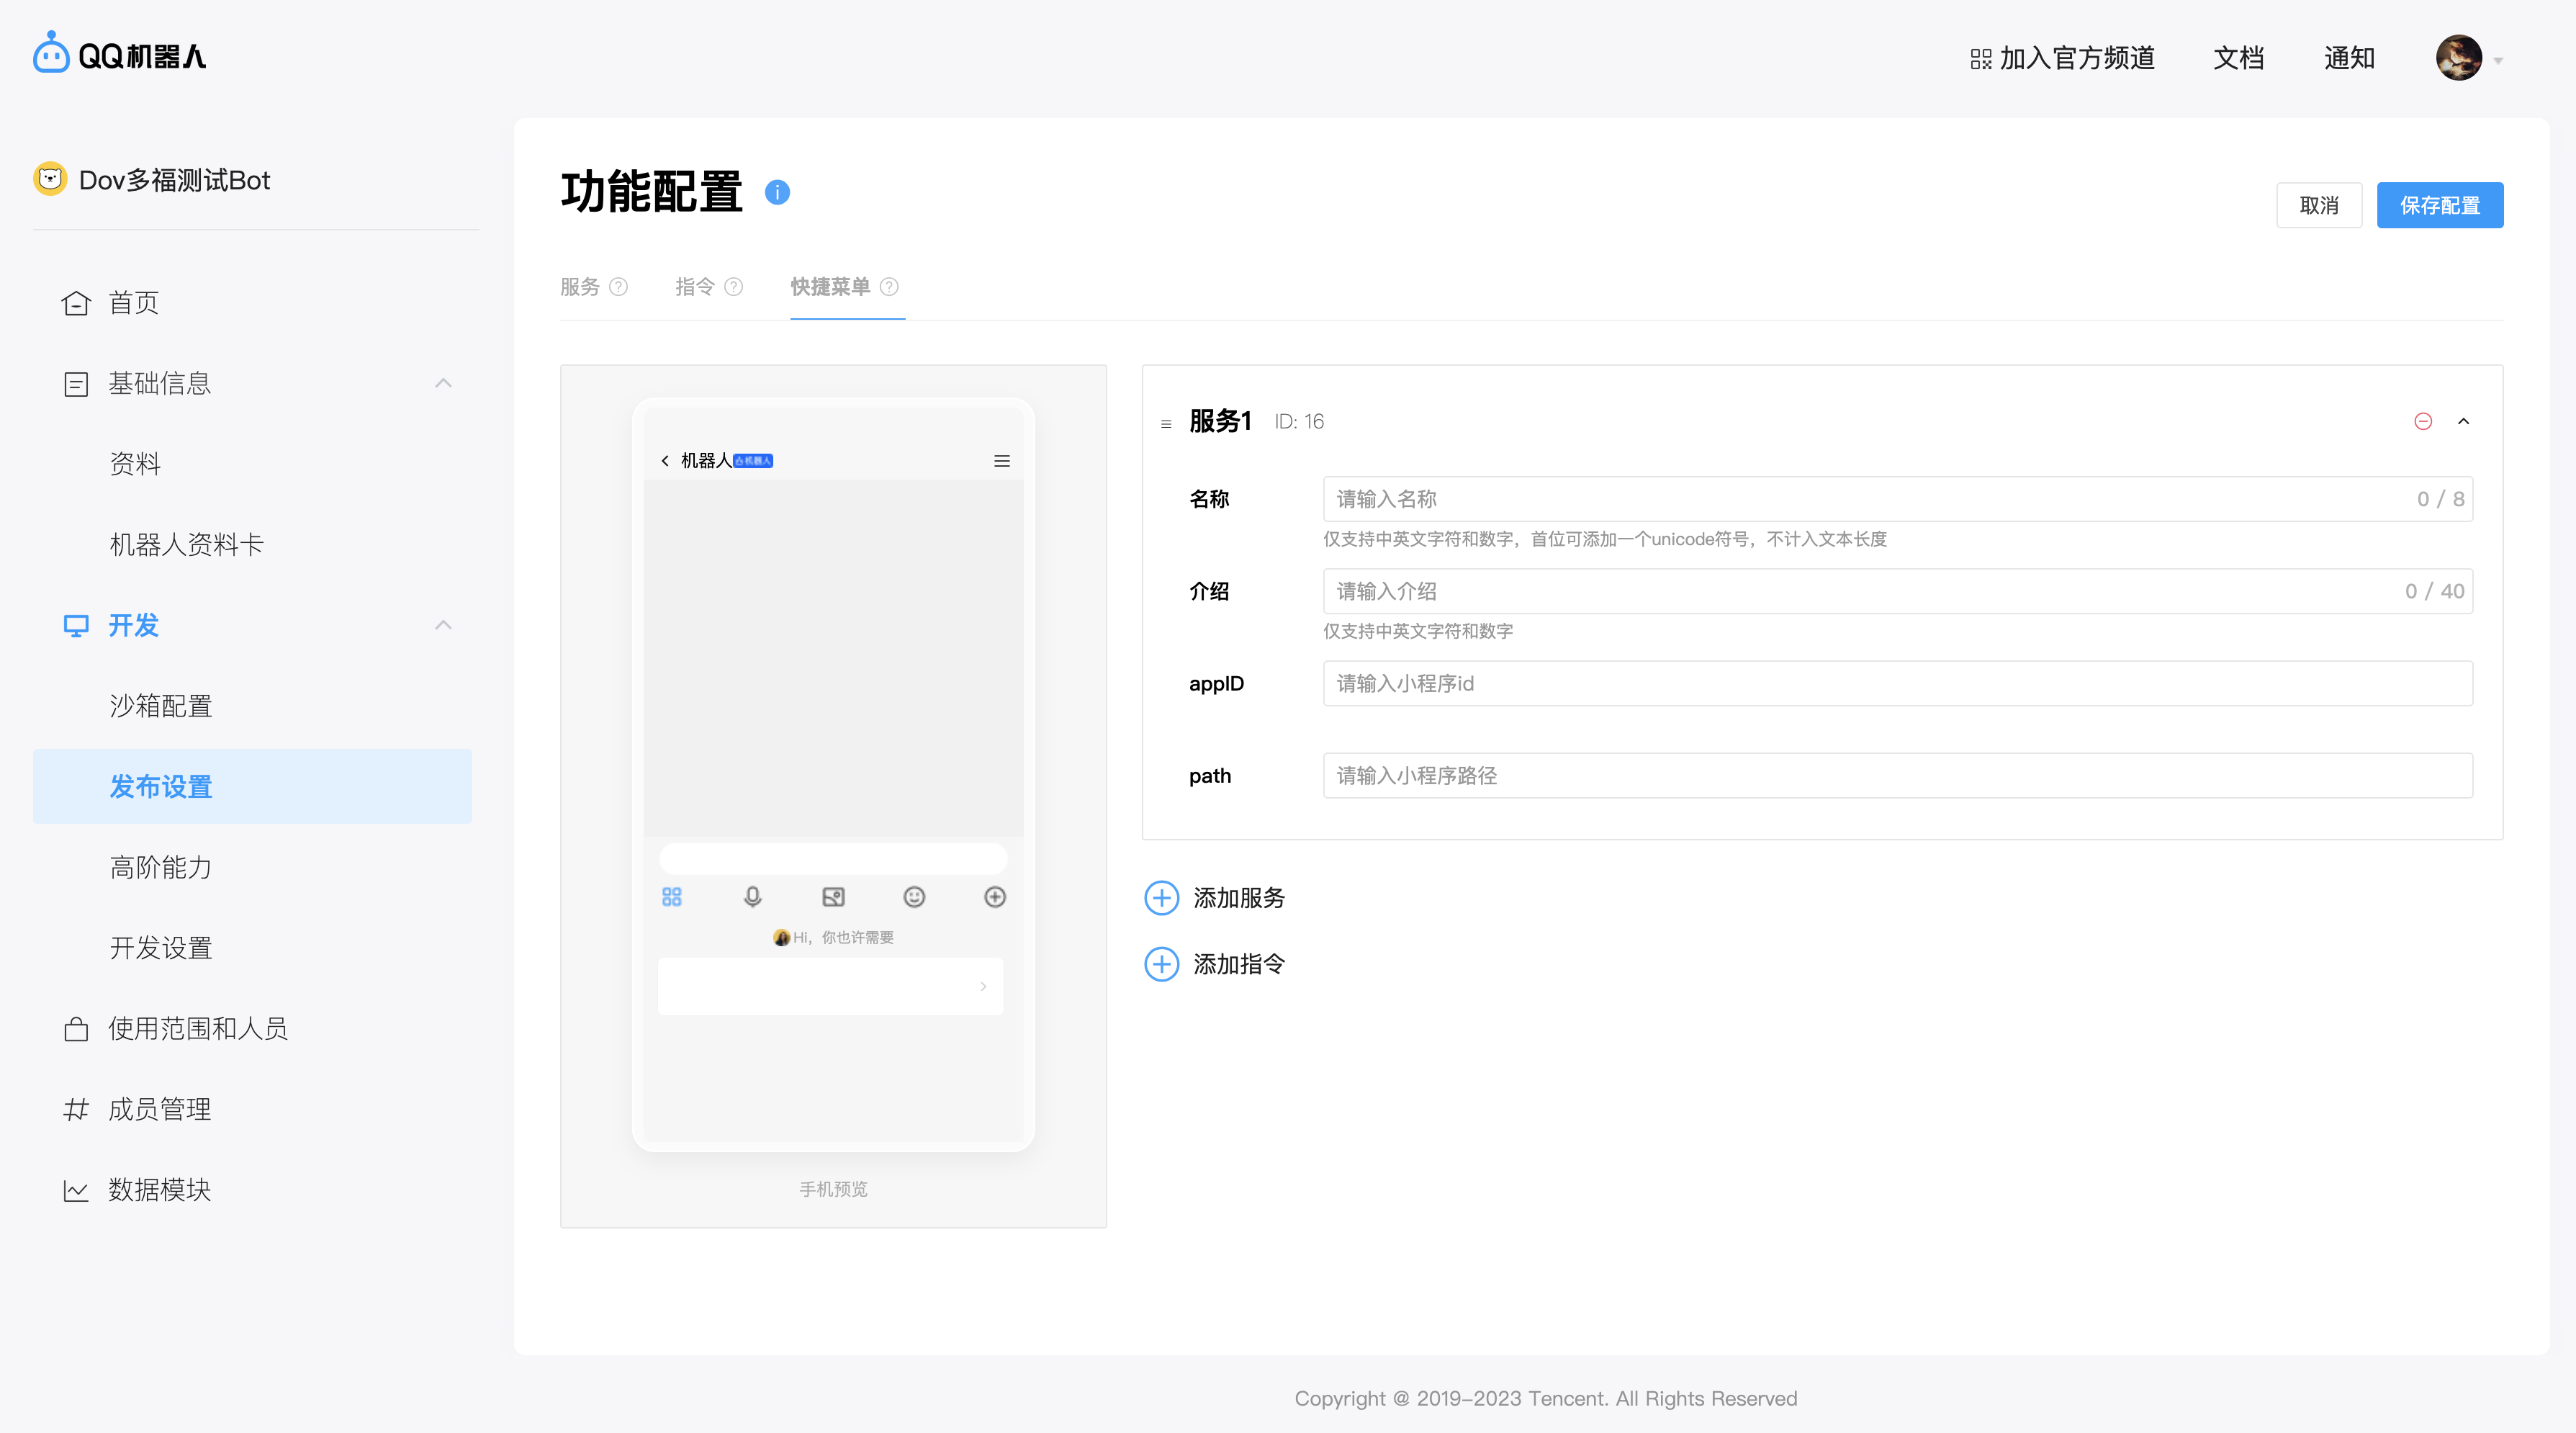 QQ机器人
加入官方频道
文档
通知
Dov多福测试Bot
首页
基础信息
资料
机器人资料卡
开发
沙箱配置
发布设置
高阶能力
开发设置
使用范围和人员
成员管理
数据模块
功能配置
取消
保存配置
服务
指令
快捷菜单
机器人 机器人
Hi，你也许需要
手机预览
服务1 ID: 16
名称 请输入名称 0 / 8
仅支持中英文字符和数字，首位可添加一个unicode符号，不计入文本长度
介绍 请输入介绍 0 / 40
仅支持中英文字符和数字
appID 请输入小程序id
path 请输入小程序路径
添加服务
添加指令
Copyright @ 2019-2023 Tencent. All Rights Reserved